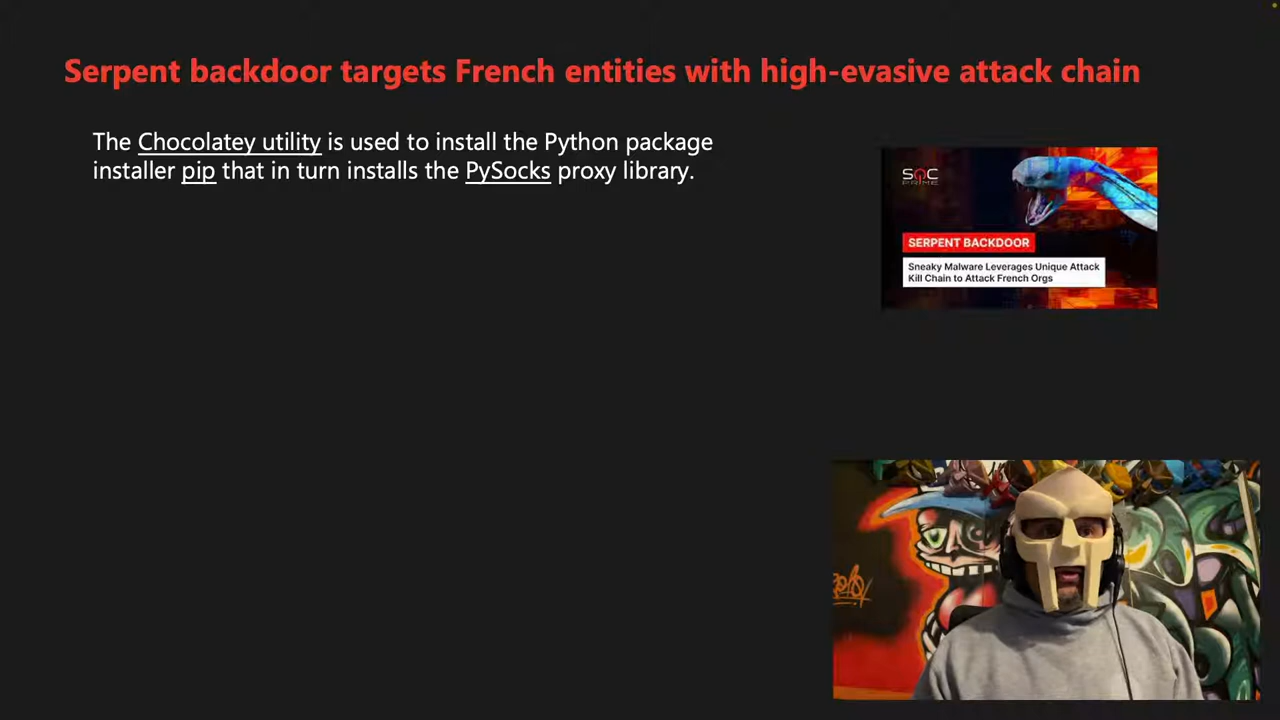 Serpent backdoor targets French entities with high-evasive attack chain
The Chocolatey utility is used to install the Python package
installer pip that in turn installs the PySocks proxy library.
SOC
PRIME
SERPENT BACKDOOR
Sneaky Malware Leverages Unique Attack
Kill Chain to Attack French Orgs